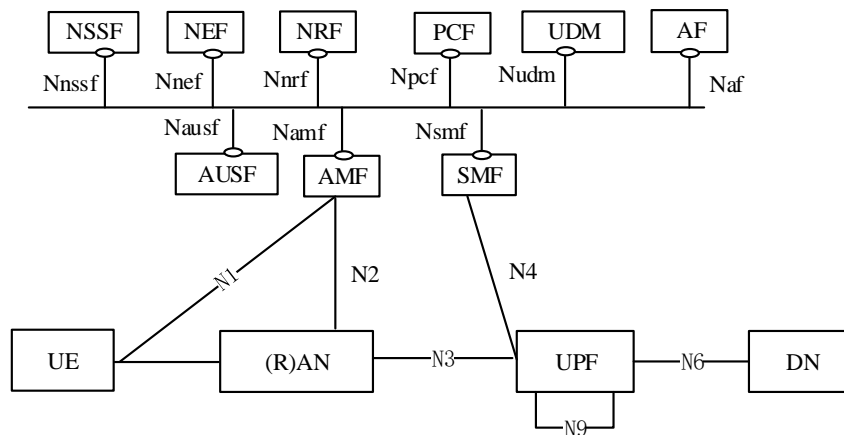 NSSF NEF NRF PCF UDM AF
Nnssf Nnef Nnrf Npcf Nudm Naf
Nausf Namf Nsmf
AUSF AMF SMF
N1 N2 N4
UE (R)AN N3 UPF N6 DN
N9